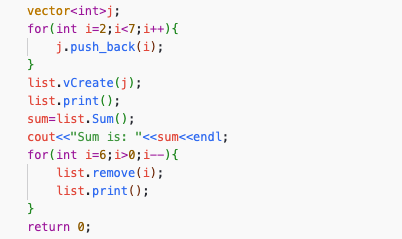 vector<int>j;
for(int i=2;i<7;i++){
j.push_back(i);
}
list.vCreate(j);
list.print();
sum=list.Sum();
cout<<"Sum is: "<<sum<<endl;
for(int i=6;i>0;i--){
list.remove(i);
list.print();
}
return 0;